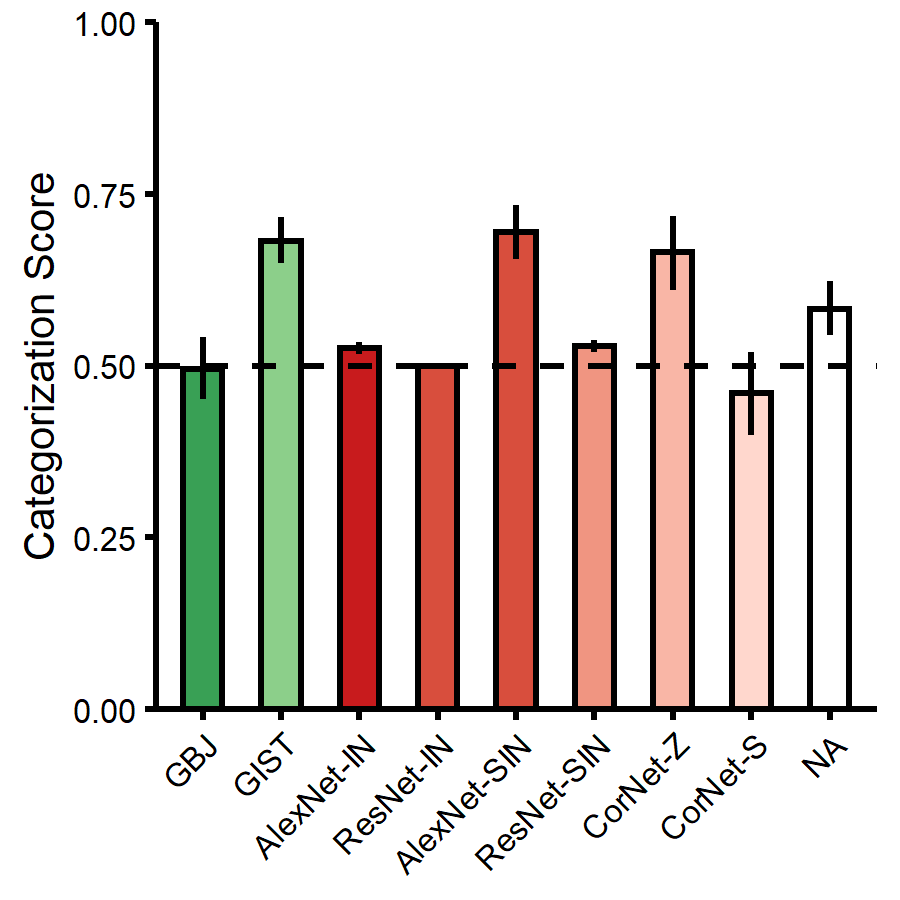 Categorization Score
1.00
0.75
0.50
0.25
0.00
GBJ
GIST
AlexNet-IN
ResNet-IN
AlexNet-SIN
ResNet-SIN
CorNet-Z
CorNet-S
NA